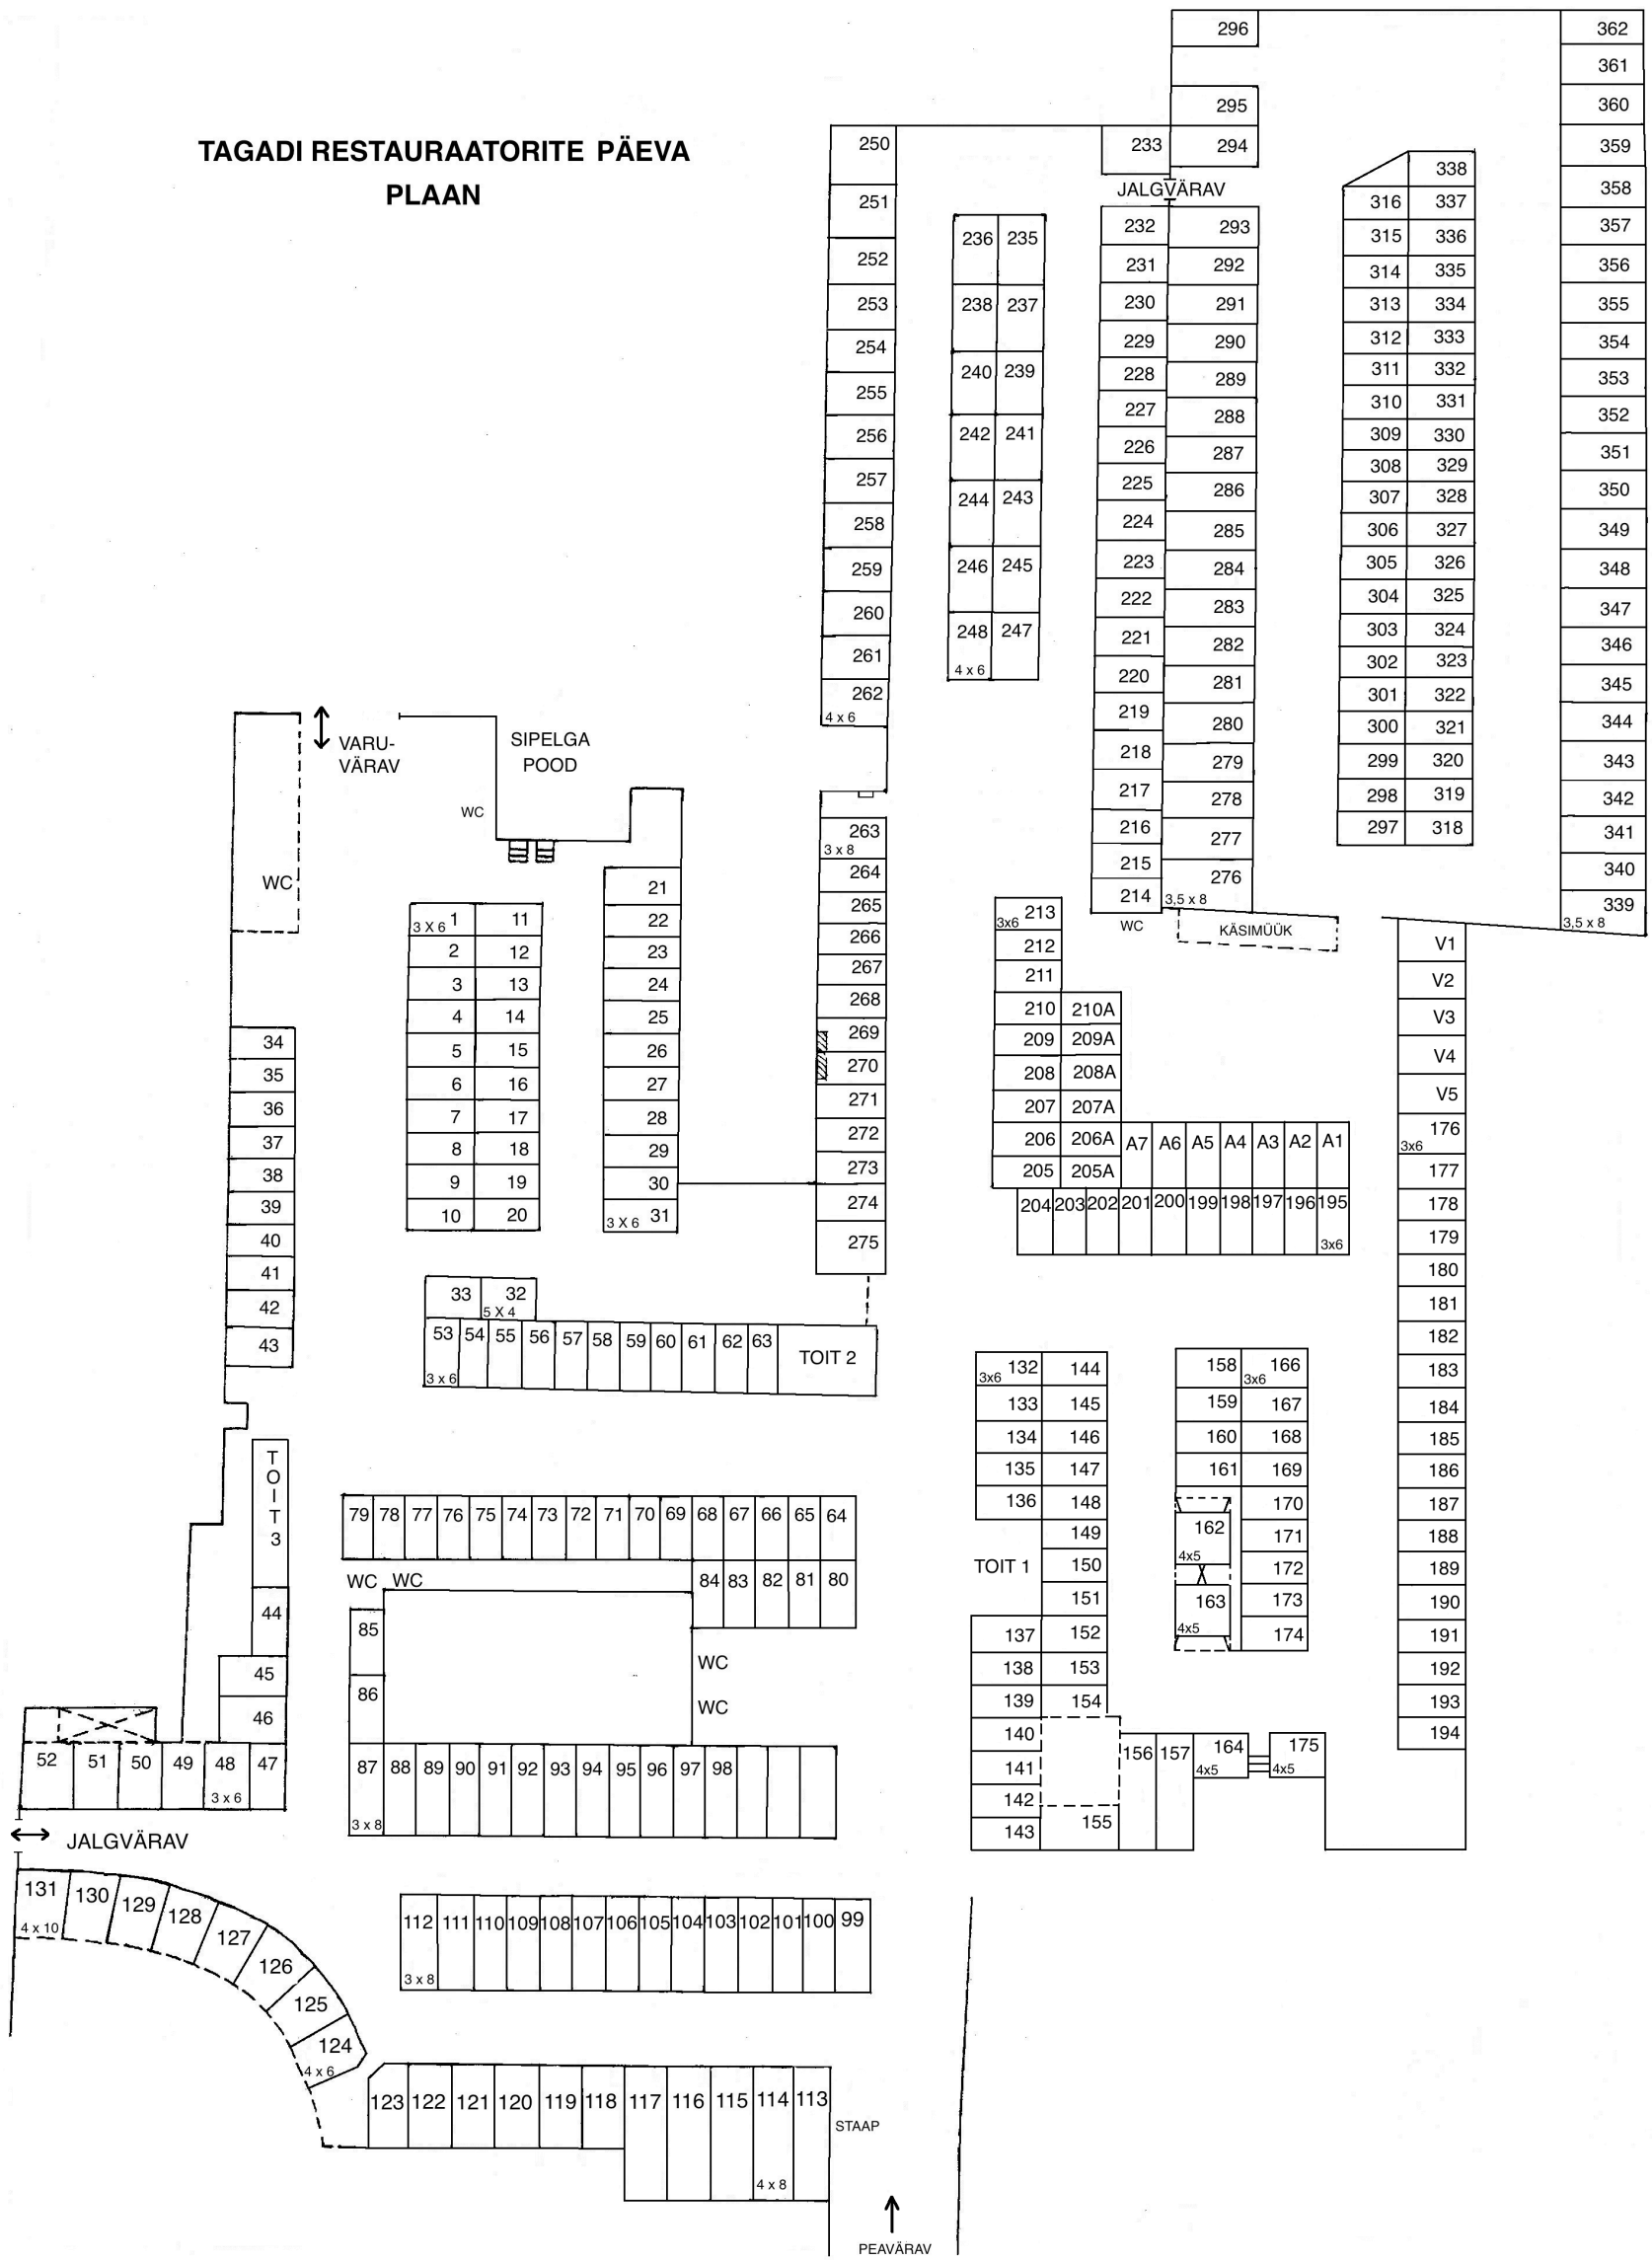 TAGADI RESTAURAATORITE PÄEVA
PLAAN
296
295
294
233
JALGVÄRAV
362
361
360
359
358
357
356
355
354
353
352
351
350
349
348
347
346
345
344
343
342
341
340
339
3,5 x 8
250
251
252
253
254
255
256
257
258
259
260
261
262
4 x 6
236 235
238 237
240 239
242 241
244 243
246 245
248 247
4 x 6
232 293
231 292
230 291
229 290
228 289
227 288
226 287
225 286
224 285
223 284
222 283
221 282
220 281
219 280
218 279
217 278
216 277
215 276
214 3,5 x 8
WC
KÄSIMÜÜK
338
316 337
315 336
314 335
313 334
312 333
311 332
310 331
309 330
308 329
307 328
306 327
305 326
304 325
303 324
302 323
301 322
300 321
299 320
298 319
297 318
VARU-
VÄRAV
SIPELGA
POOD
WC
WC
263
3 x 8
264
265
266
267
268
269
270
271
272
273
274
275
1 11
3 X 6
2 12
3 13
4 14
5 15
6 16
7 17
8 18
9 19
10 20
21
22
23
24
25
26
27
28
29
30
31
3 X 6
34
35
36
37
38
39
40
41
42
43
213
3x6
212
211
210 210A
209 209A
208 208A
207 207A
206 206A A7 A6 A5 A4 A3 A2 A1
205 205A
204 203 202 201 200 199 198 197 196 195
3x6
V1
V2
V3
V4
V5
176
3x6
177
178
179
180
181
182
183
184
185
186
187
188
189
190
191
192
193
194
33 32
5 X 4
53 54 55 56 57 58 59 60 61 62 63 TOIT 2
3 x 6
132 144
3x6
133 145
134 146
135 147
136 148
149
TOIT 1 150
151
137 152
138 153
139 154
140
141
142
143 155
156 157 164 175
4x5 4x5
158 166
3x6
159 167
160 168
161 169
170
162 171
4x5
172
163 173
4x5
174
T
O
I
T
3
44
45
46
52 51 50 49 48 47
3 x 6
JALGVÄRAV
79 78 77 76 75 74 73 72 71 70 69 68 67 66 65 64
WC WC 84 83 82 81 80
85
86
WC
WC
87 88 89 90 91 92 93 94 95 96 97 98
3 x 8
131 130 129 128 127 126 125 124
4 x 10
4 x 6
112 111 110 109 108 107 106 105 104 103 102 101 100 99
3 x 8
123 122 121 120 119 118 117 116 115 114 113
4 x 8
STAAP
PEAVÄRAV